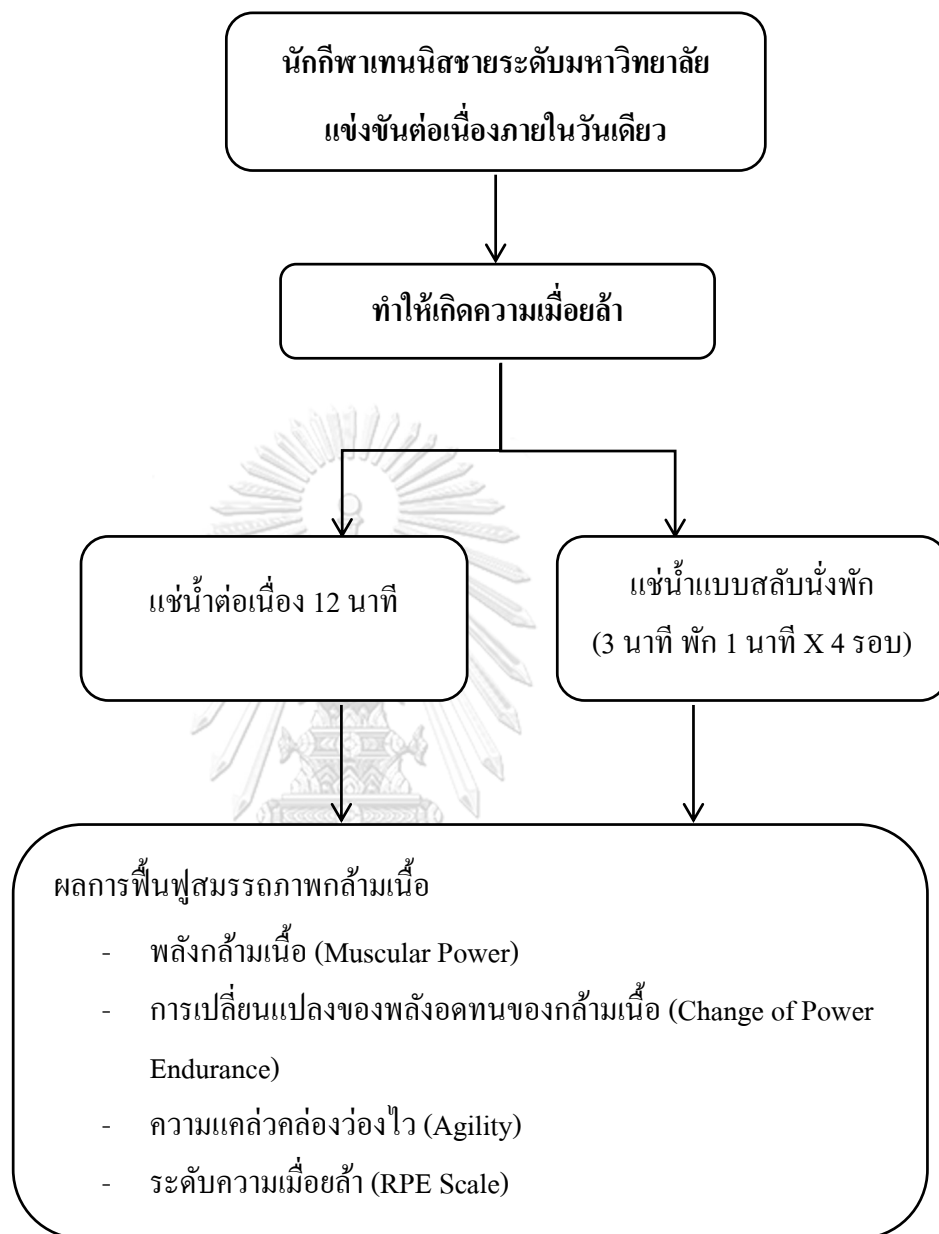 นักกีฬาเทนนิสชายระดับมหาวิทยาลัย
แข่งขันต่อเนื่องภายในวันเดียว
ทำให้เกิดความเมื่อยล้า
แช่น้ำต่อเนื่อง 12 นาที
แช่น้ำแบบสลับนั่งพัก
(3 นาที พัก 1 นาที X 4 รอบ)
ผลการฟื้นฟูสมรรถภาพกล้ามเนื้อ
- พลังกล้ามเนื้อ (Muscular Power)
- การเปลี่ยนแปลงของพลังอดทนของกล้ามเนื้อ (Change of Power
Endurance)
- ความแคล่วคล่องว่องไว (Agility)
- ระดับความเมื่อยล้า (RPE Scale)